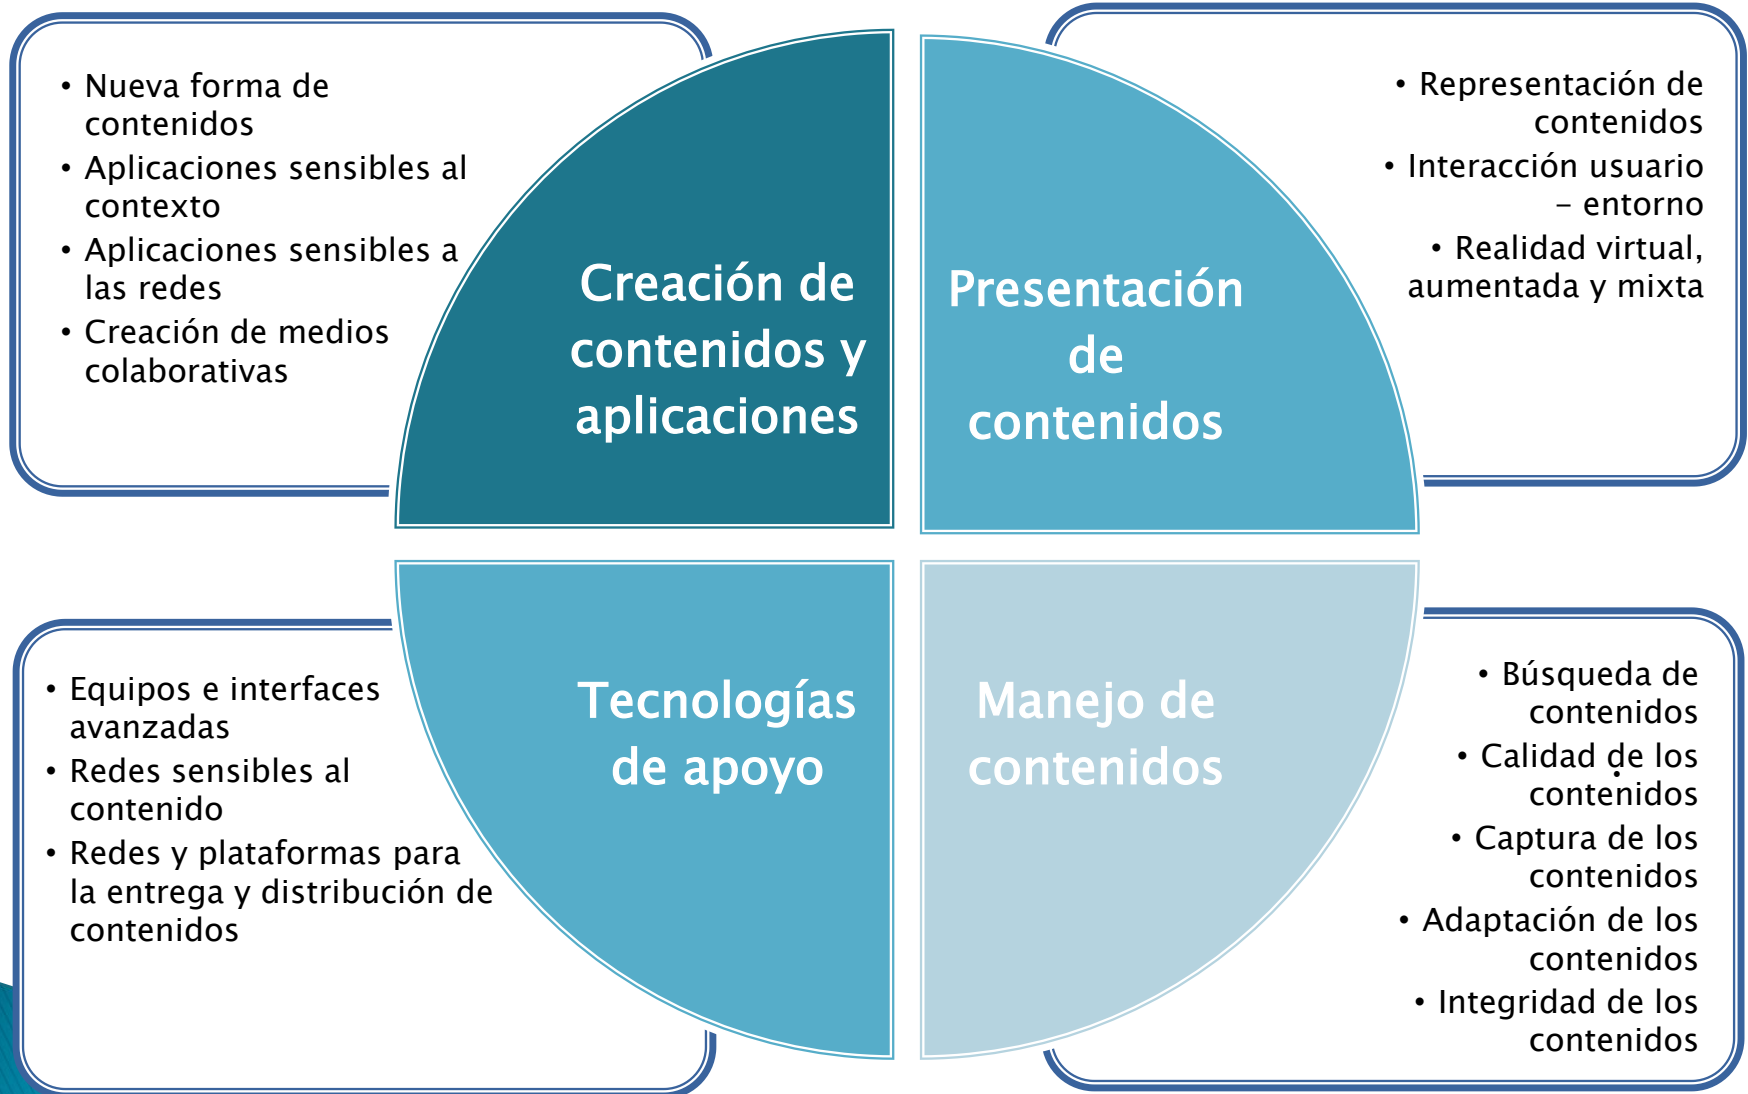 • Nueva forma de
contenidos
• Aplicaciones sensibles al
contexto
• Aplicaciones sensibles a
las redes
• Creación de medios
colaborativas
Creación de
contenidos y
aplicaciones
Presentación
de
contenidos
• Representación de
contenidos
• Interacción usuario
– entorno
• Realidad virtual,
aumentada y mixta
• Equipos e interfaces
avanzadas
• Redes sensibles al
contenido
• Redes y plataformas para
la entrega y distribución de
contenidos
Tecnologías
de apoyo
Manejo de
contenidos
• Búsqueda de
contenidos
• Calidad de los
contenidos
• Captura de los
contenidos
• Adaptación de los
contenidos
• Integridad de los
contenidos